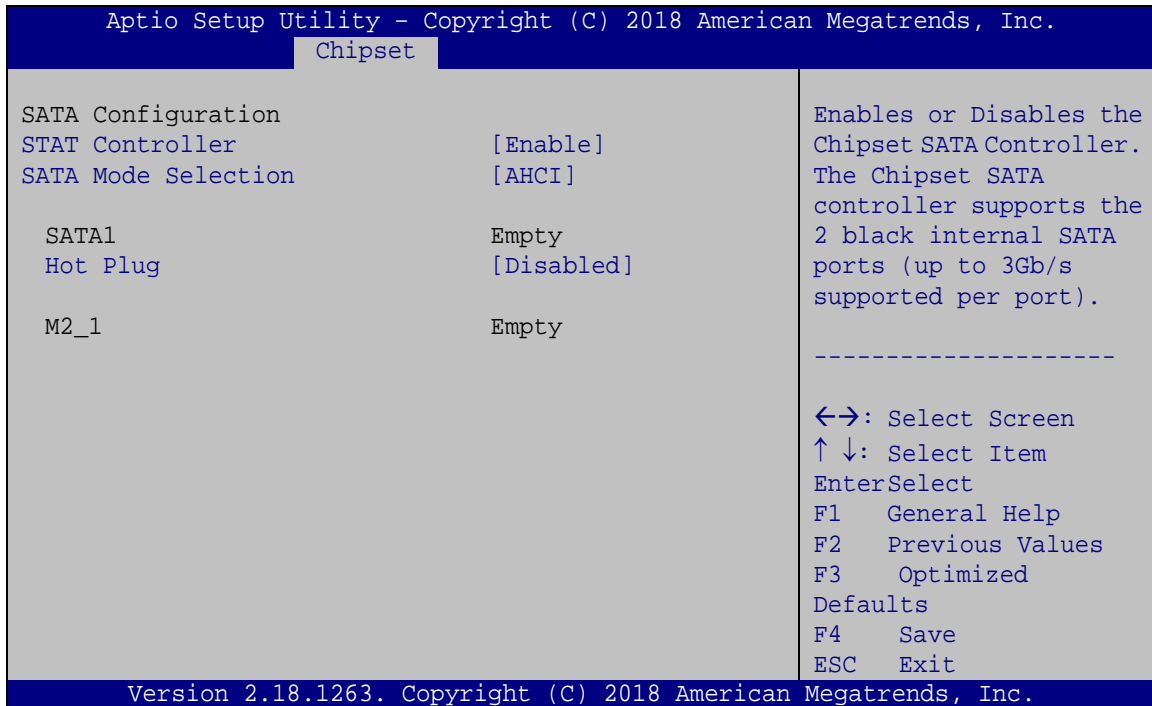 Aptio Setup Utility – Copyright (C) 2018 American Megatrends, Inc.
Chipset
SATA Configuration
STAT Controller [Enable]
SATA Mode Selection [AHCI]
SATA1 Empty
Hot Plug [Disabled]
M2_1 Empty
Enables or Disables the
Chipset SATA Controller.
The Chipset SATA
controller supports the
2 black internal SATA
ports (up to 3Gb/s
supported per port).
---------------------
←→: Select Screen
↑ ↓: Select Item
EnterSelect
F1 General Help
F2 Previous Values
F3 Optimized
Defaults
F4 Save
ESC Exit
Version 2.18.1263. Copyright (C) 2018 American Megatrends, Inc.